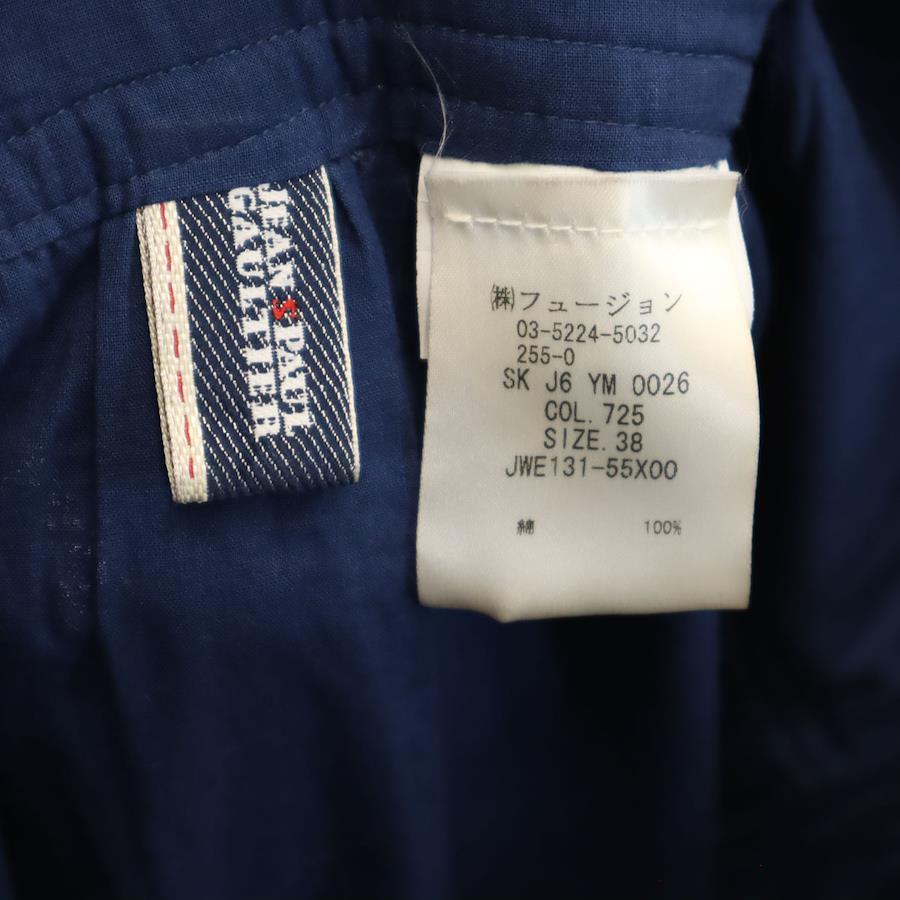 JEAN S PAUL
GAULTIER
㈱フュージョン
03-5224-5032
255-0
SK J6 YM 0026
COL. 725
SIZE. 38
JWE131-55X00
綿 100%